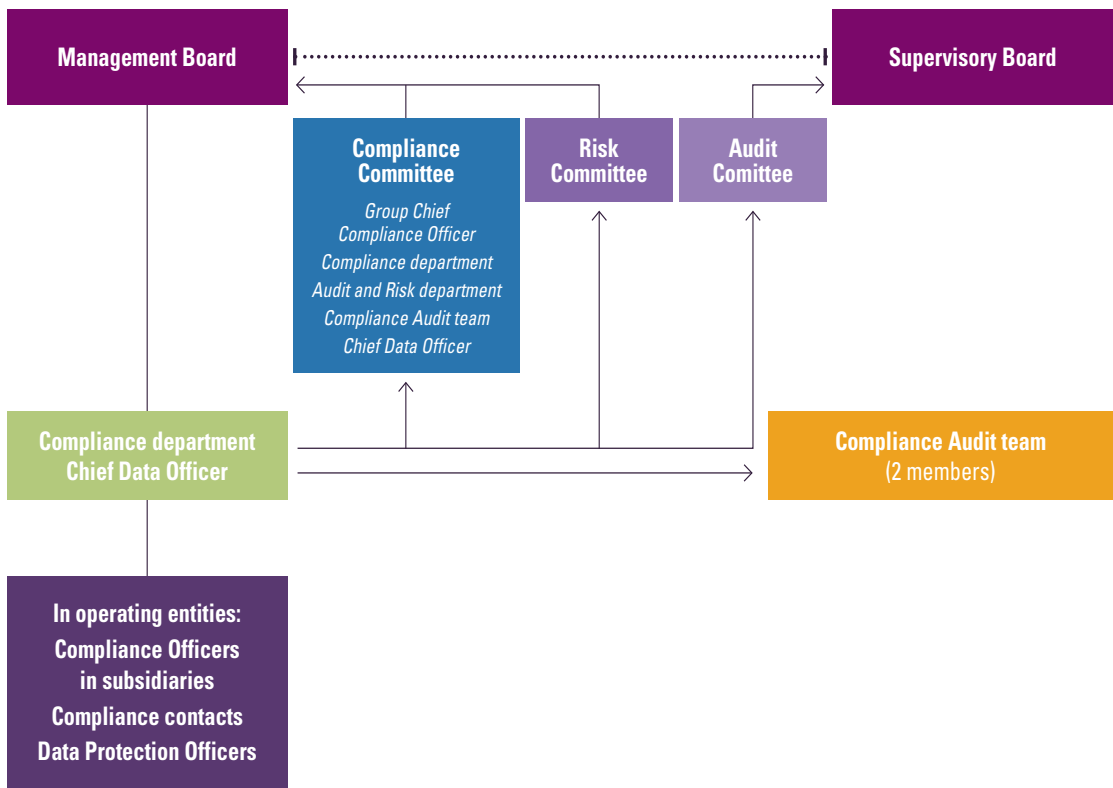 Management Board
Supervisory Board
Compliance
Committee
Group Chief
Compliance Officer
Compliance department
Audit and Risk department
Compliance Audit team
Chief Data Officer
Risk
Committee
Audit
Comittee
Compliance department
Chief Data Officer
Compliance Audit team
(2 members)
In operating entities:
Compliance Officers
in subsidiaries
Compliance contacts
Data Protection Officers